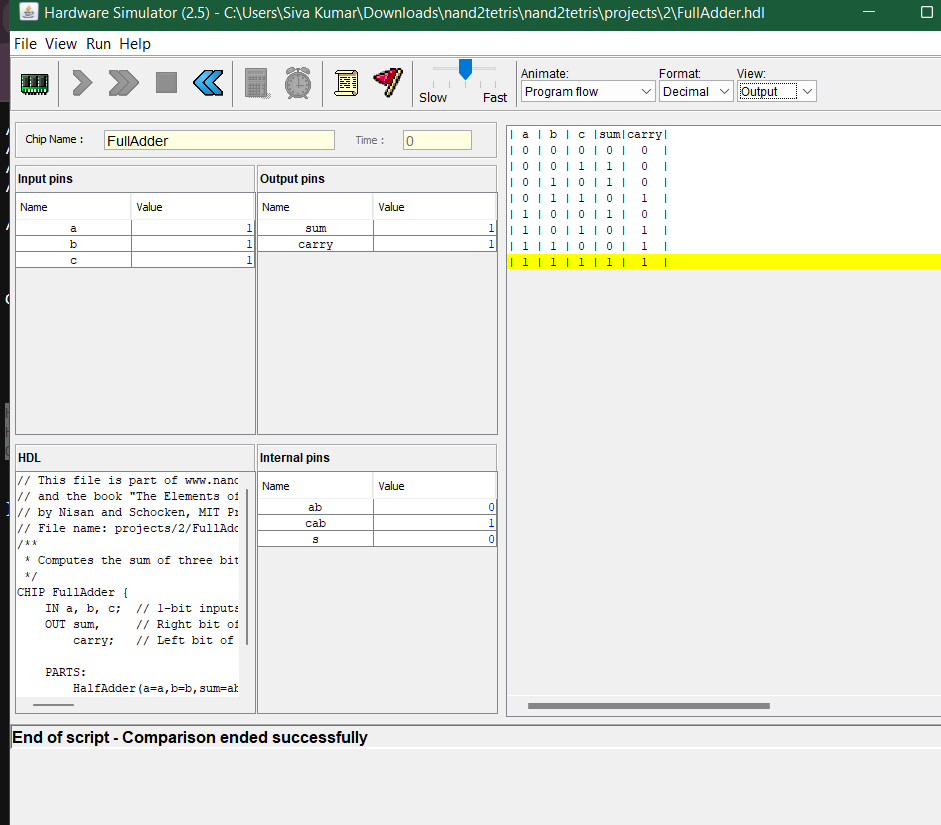 Hardware Simulator (2.5) - C:\Users\Siva Kumar\Downloads\nand2tetris\nand2tetris\projects\2\FullAdder.hdl
File View Run Help
Slow Fast
Animate: Format: View:
Program flow Decimal Output
Chip Name : FullAdder Time : 0
Input pins
Name Value
a 1
b 1
c 1
Output pins
Name Value
sum 1
carry 1
| a | b | c |sum|carry|
| 0 | 0 | 0 | 0 | 0 |
| 0 | 0 | 1 | 1 | 0 |
| 0 | 1 | 0 | 1 | 0 |
| 0 | 1 | 1 | 0 | 1 |
| 1 | 0 | 0 | 1 | 0 |
| 1 | 0 | 1 | 0 | 1 |
| 1 | 1 | 0 | 0 | 1 |
| 1 | 1 | 1 | 1 | 1 |
HDL
// This file is part of www.nand
// and the book "The Elements of
// by Nisan and Schocken, MIT Pr
// File name: projects/2/FullAdd
/**
* Computes the sum of three bit
*/
CHIP FullAdder {
IN a, b, c; // 1-bit inputs
OUT sum, // Right bit of
carry; // Left bit of
PARTS:
HalfAdder(a=a,b=b,sum=ab
Internal pins
Name Value
ab 0
cab 1
s 0
End of script - Comparison ended successfully